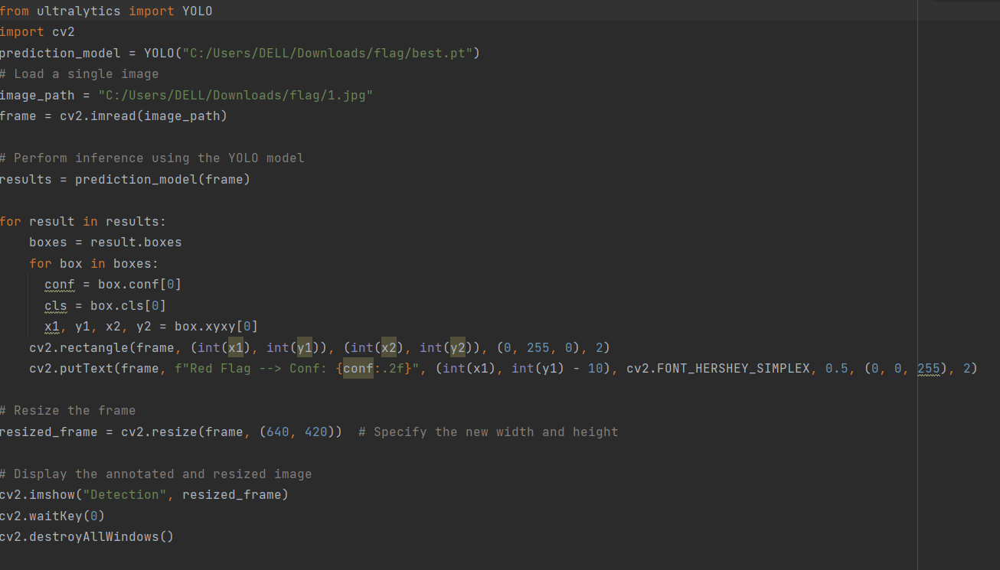 from ultralytics import YOLO
import cv2
prediction_model = YOLO("C:/Users/DELL/Downloads/flag/best.pt")
# Load a single image
image_path = "C:/Users/DELL/Downloads/flag/1.jpg"
frame = cv2.imread(image_path)

# Perform inference using the YOLO model
results = prediction_model(frame)

for result in results:
    boxes = result.boxes
    for box in boxes:
      conf = box.conf[0]
      cls = box.cls[0]
      x1, y1, x2, y2 = box.xyxy[0]
    cv2.rectangle(frame, (int(x1), int(y1)), (int(x2), int(y2)), (0, 255, 0), 2)
    cv2.putText(frame, f"Red Flag --> Conf: {conf:.2f}", (int(x1), int(y1) - 10), cv2.FONT_HERSHEY_SIMPLEX, 0.5, (0, 0, 255), 2)

# Resize the frame
resized_frame = cv2.resize(frame, (640, 420))  # Specify the new width and height

# Display the annotated and resized image
cv2.imshow("Detection", resized_frame)
cv2.waitKey(0)
cv2.destroyAllWindows()